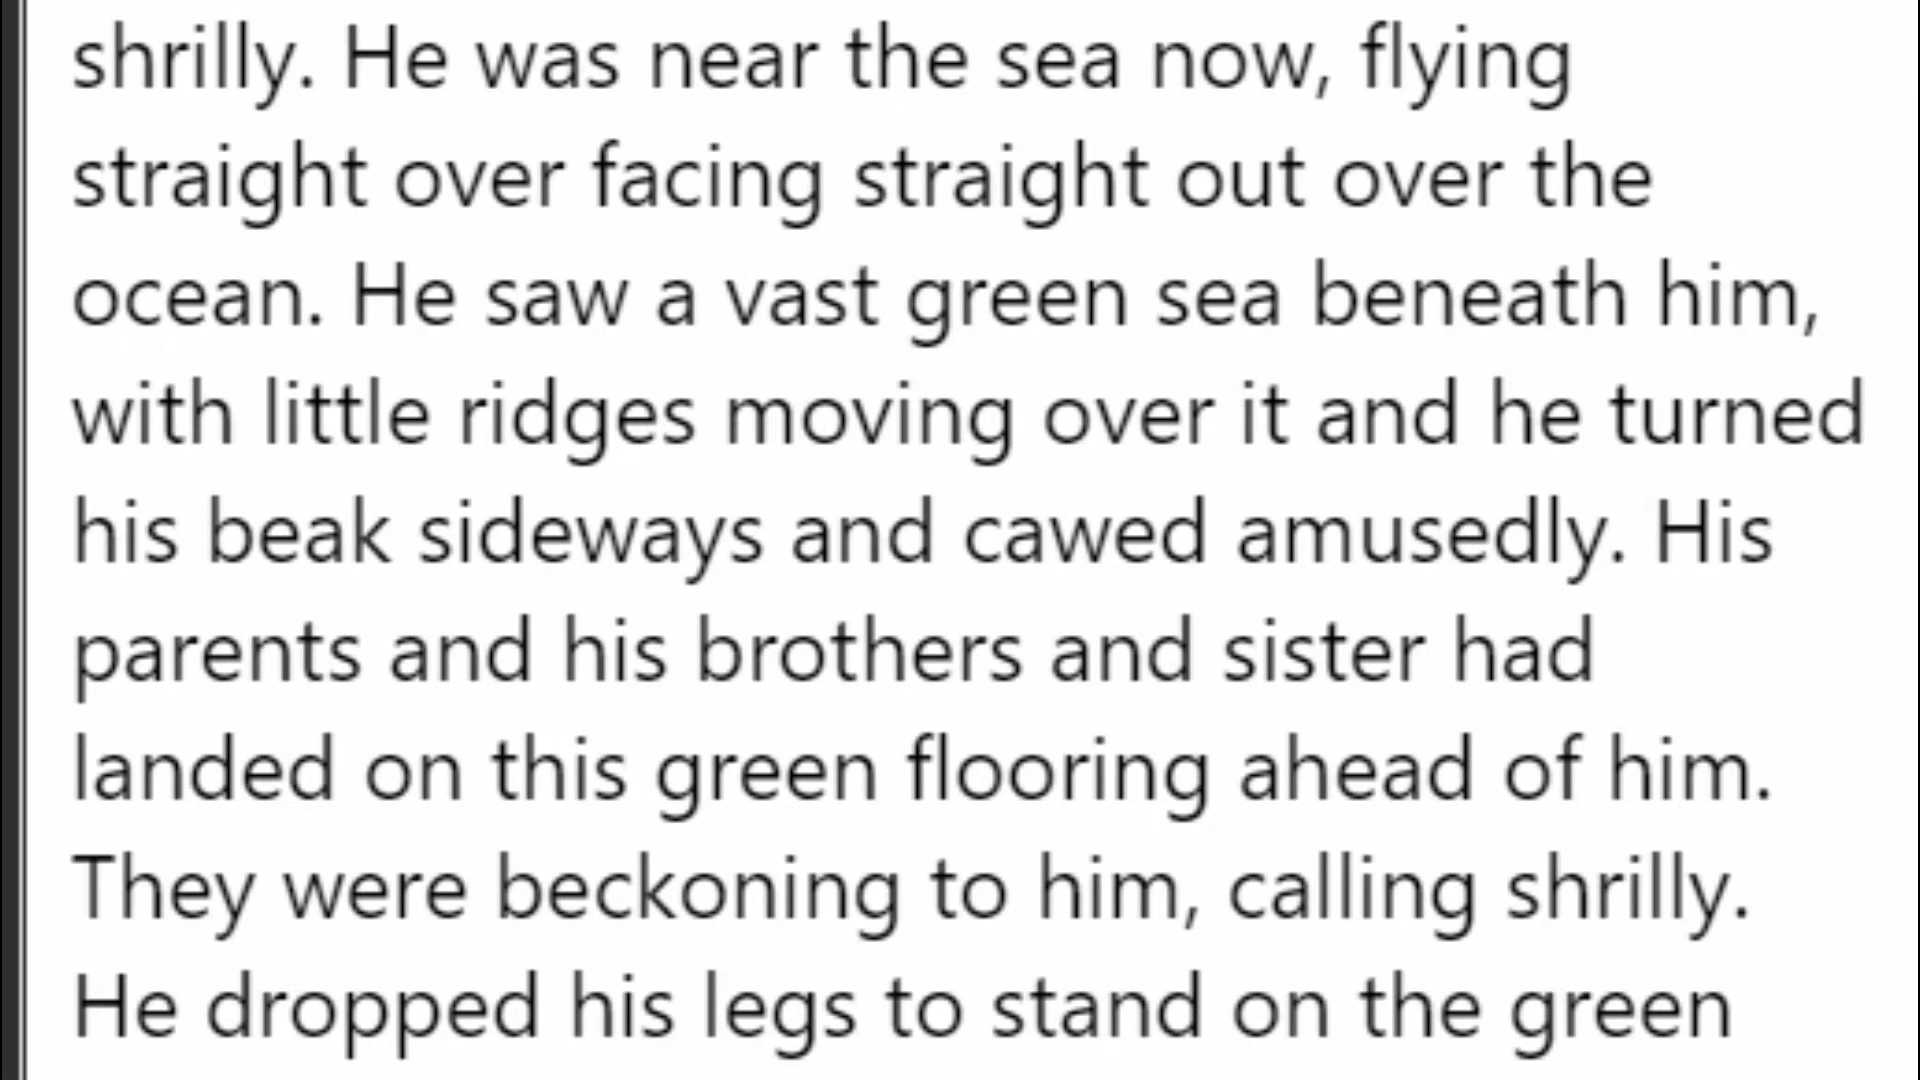 shrilly. He was near the sea now, flying
straight over facing straight out over the
ocean. He saw a vast green sea beneath him,
with little ridges moving over it and he turned
his beak sideways and cawed amusedly. His
parents and his brothers and sister had
landed on this green flooring ahead of him.
They were beckoning to him, calling shrilly.
He dropped his legs to stand on the green